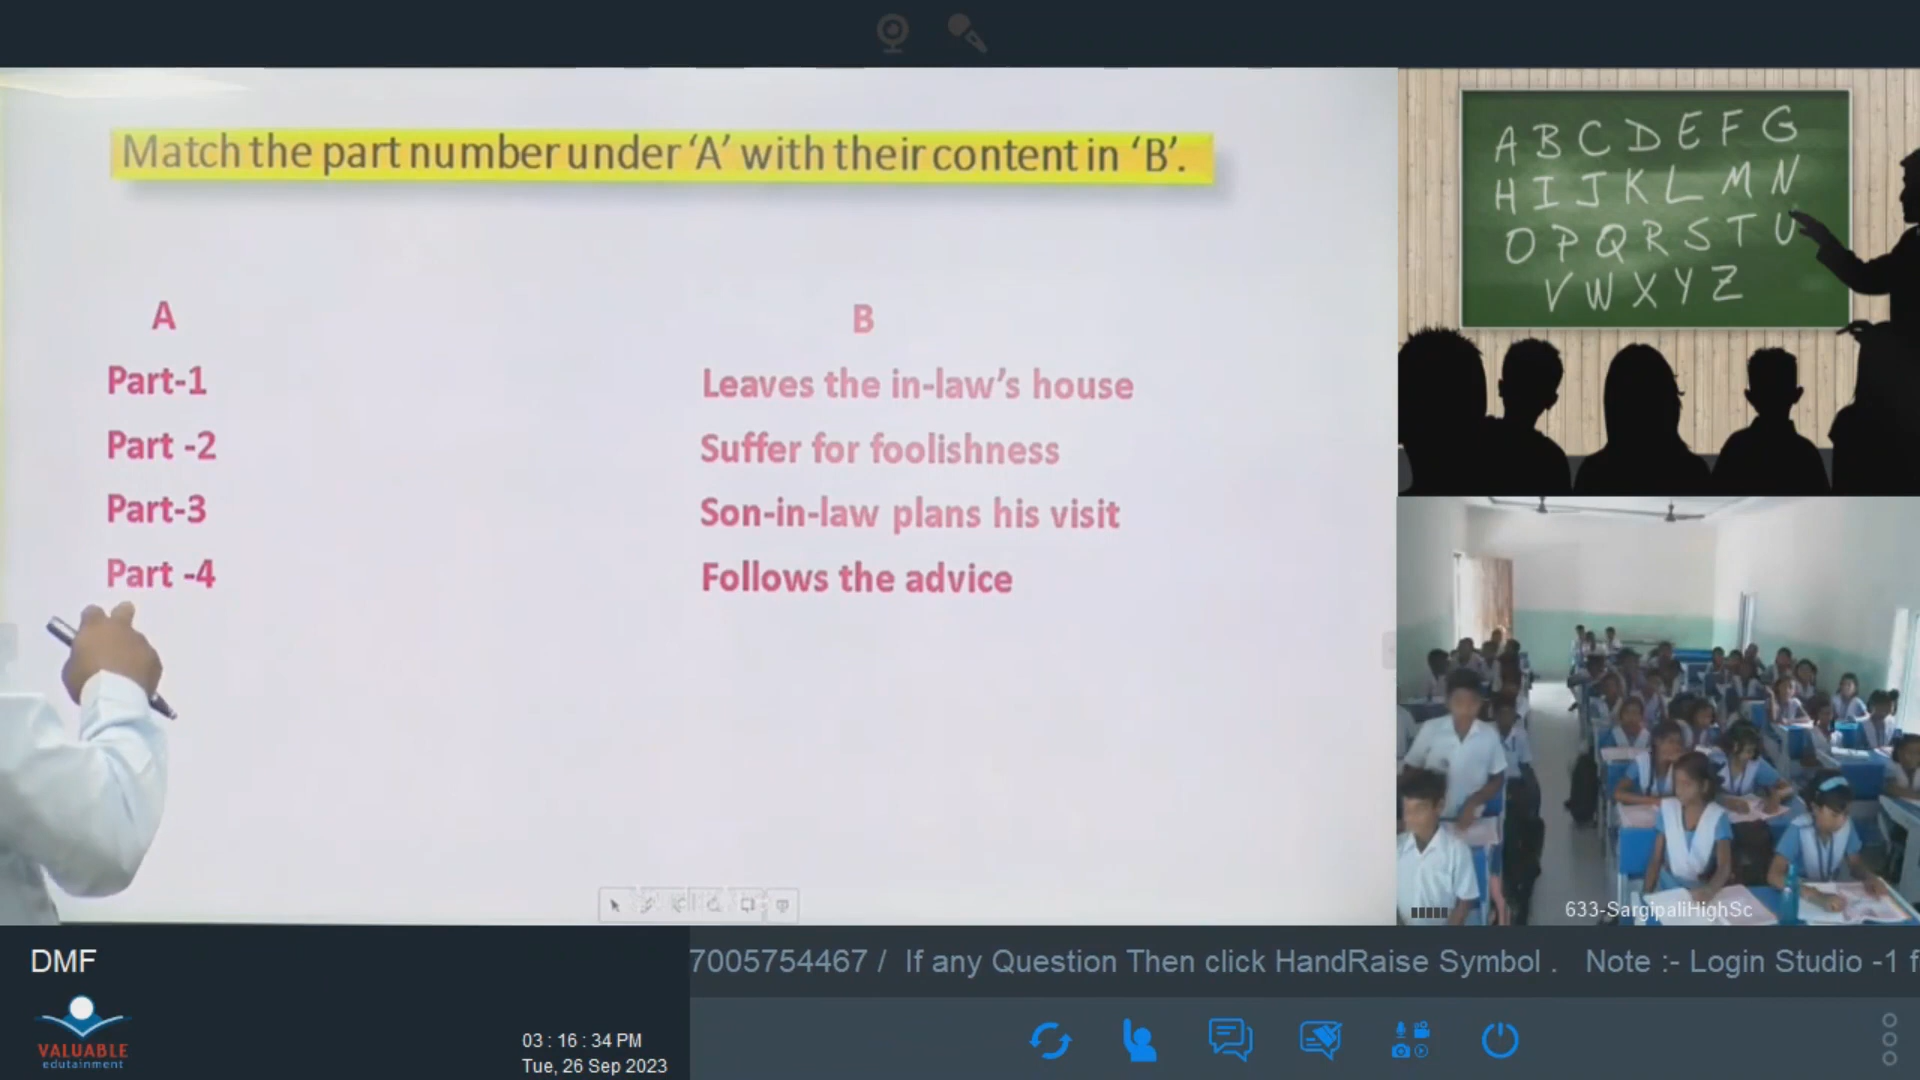 Match the part number under ‘A’ with their content in ‘B’.
A
B
Part-1
Leaves the in-law’s house
Part -2
Suffer for foolishness
Part-3
Son-in-law plans his visit
Part -4
Follows the advice
A B C D E F G
H I J K L M N
O P Q R S T U
V W X Y Z
633-SargipaliHighSc
DMF
7005754467 / If any Question Then click HandRaise Symbol . Note :- Login Studio -1 f
VALUABLE
edutainment
03 : 16 : 34 PM
Tue, 26 Sep 2023